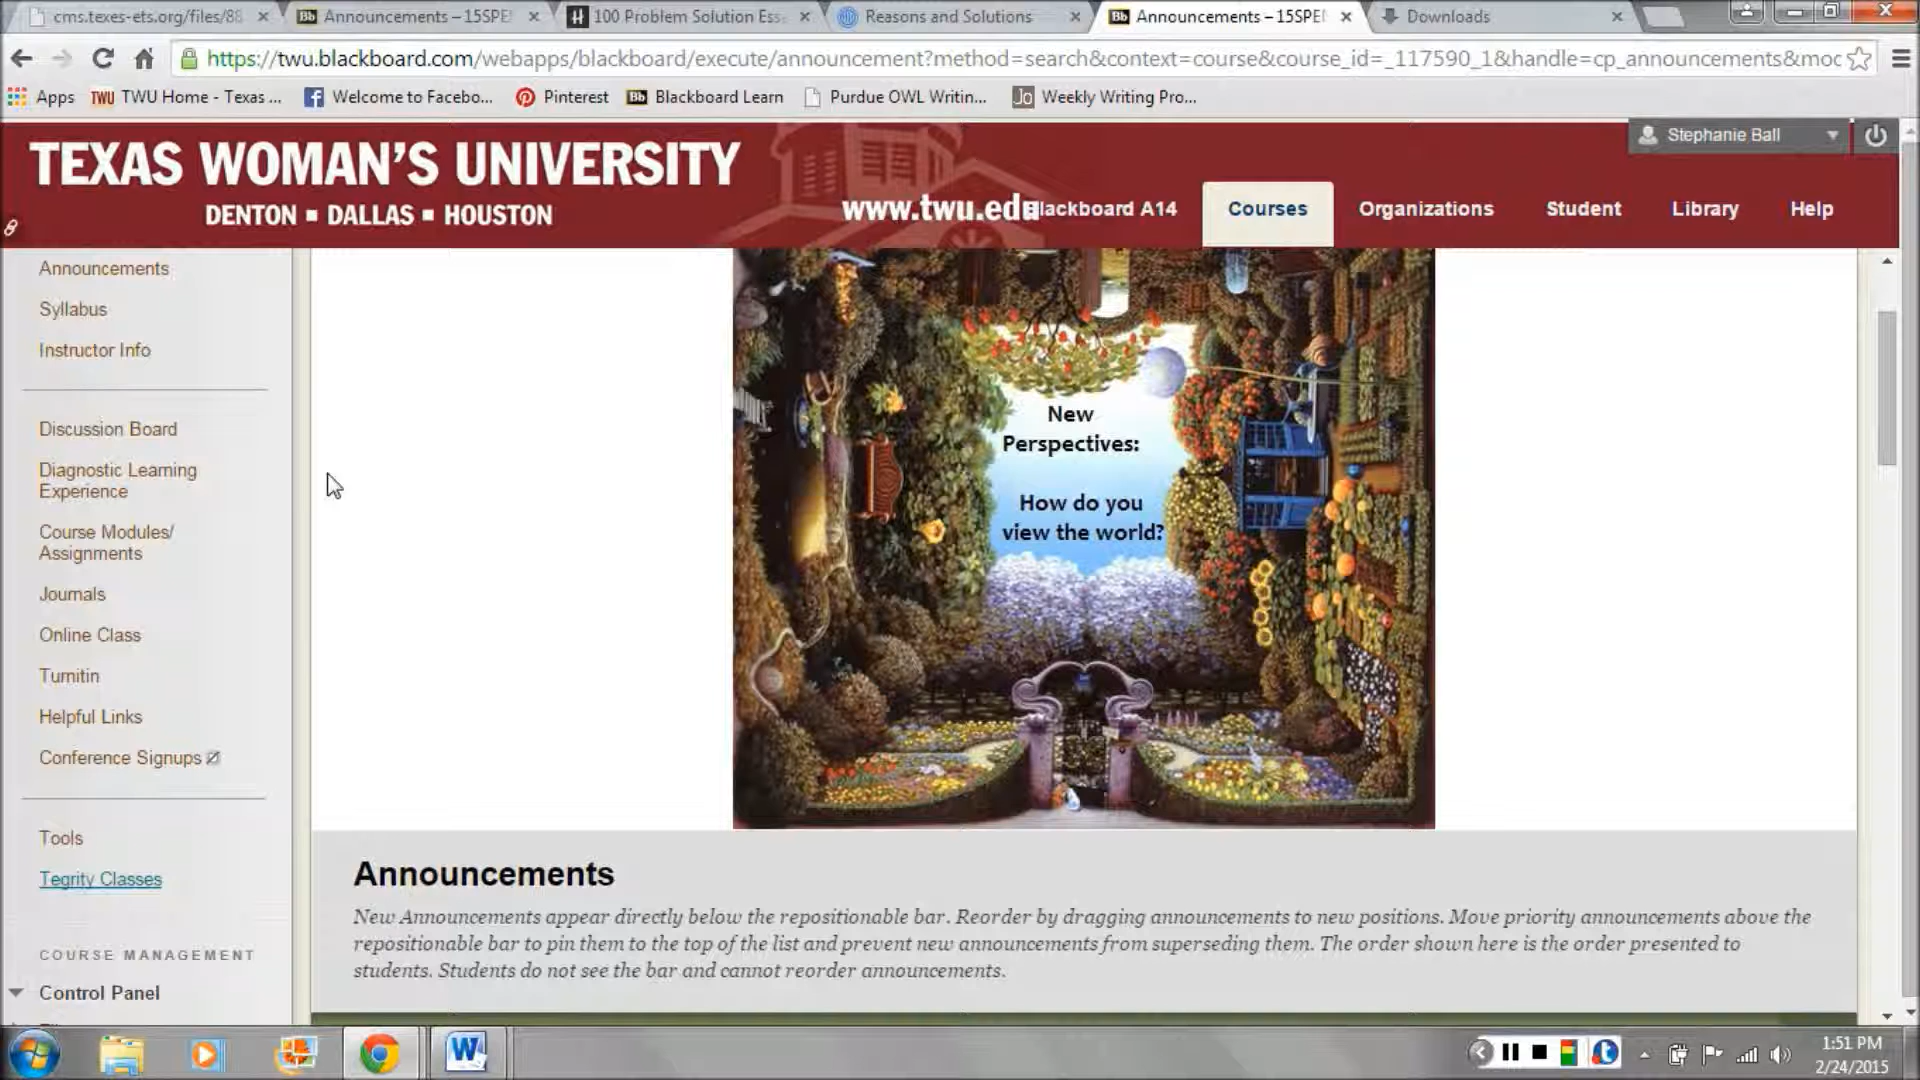 cms.texes-ets.org/files/88
Announcements – 15SPE
100 Problem Solution Ess
Reasons and Solutions
Announcements – 15SPE
Downloads
https://twu.blackboard.com/webapps/blackboard/execute/announcement?method=search&context=course&course_id=_117590_1&handle=cp_announcements&moc
Apps
TWU TWU Home - Texas ...
Welcome to Facebo...
Pinterest
Bb Blackboard Learn
Purdue OWL Writin...
Jo Weekly Writing Pro...
Stephanie Ball
TEXAS WOMAN'S UNIVERSITY
DENTON ▪ DALLAS ▪ HOUSTON
www.twu.edu
lackboard A14
Courses
Organizations
Student
Library
Help
Announcements
Syllabus
Instructor Info
Discussion Board
Diagnostic Learning
Experience
Course Modules/
Assignments
Journals
Online Class
Turnitin
Helpful Links
Conference Signups
Tools
Tegrity Classes
COURSE MANAGEMENT
Control Panel
New
Perspectives:
How do you
view the world?
Announcements
New Announcements appear directly below the repositionable bar. Reorder by dragging announcements to new positions. Move priority announcements above the
repositionable bar to pin them to the top of the list and prevent new announcements from superseding them. The order shown here is the order presented to
students. Students do not see the bar and cannot reorder announcements.
1:51 PM
2/24/2015